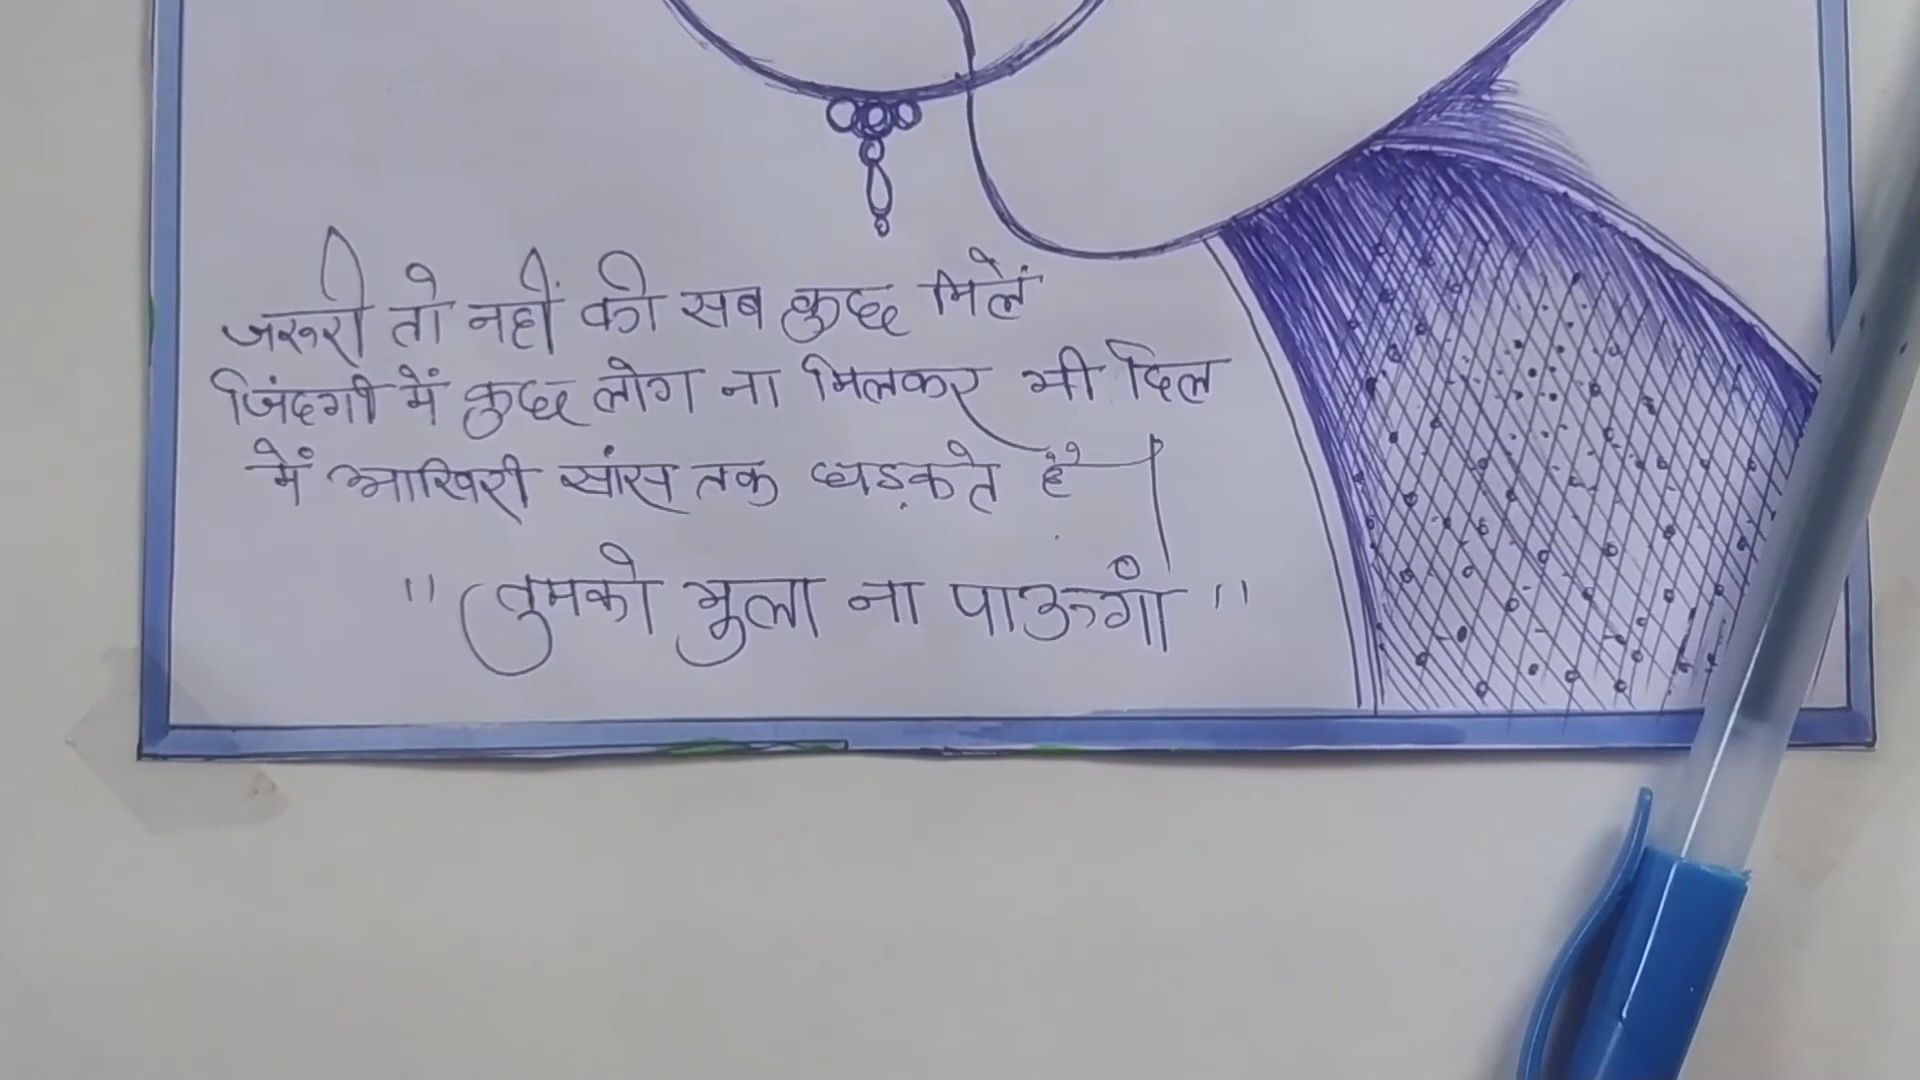 जरूरी तो नहीं की सब कुछ मिलें
जिंदगी में कुछ लोग ना मिलकर भी दिल
में आखिरी सांस तक धड़कते है।
"तुमको भुला ना पाऊंगा"